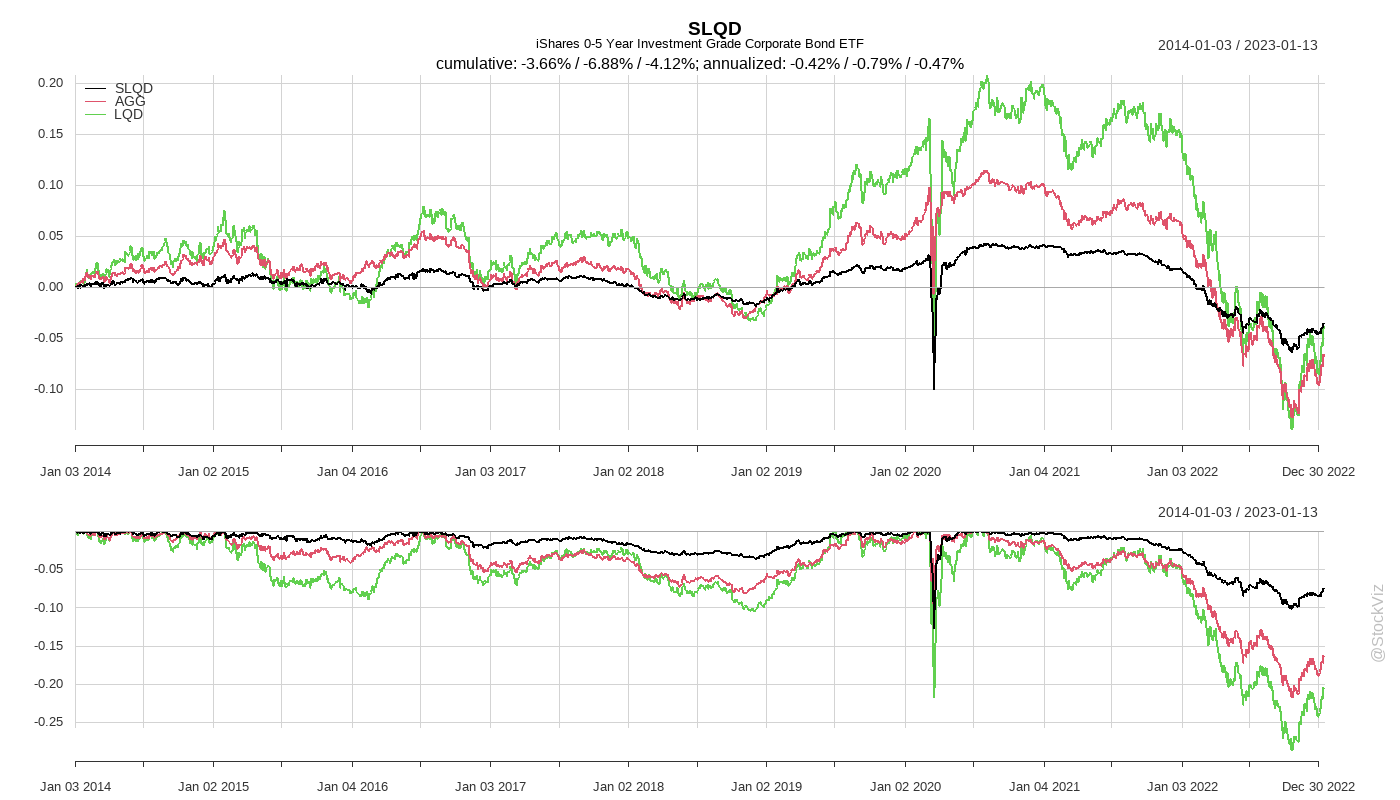 SLQD
iShares 0-5 Year Investment Grade Corporate Bond ETF
2014-01-03 / 2023-01-13
cumulative: -3.66% / -6.88% / -4.12%; annualized: -0.42% / -0.79% / -0.47%
SLQD
AGG
LQD
0.20
0.15
0.10
0.05
0.00
-0.05
-0.10
Jan 03 2014 Jan 02 2015 Jan 04 2016 Jan 03 2017 Jan 02 2018 Jan 02 2019 Jan 02 2020 Jan 04 2021 Jan 03 2022 Dec 30 2022
2014-01-03 / 2023-01-13
-0.05
-0.10
-0.15
-0.20
-0.25
Jan 03 2014 Jan 02 2015 Jan 04 2016 Jan 03 2017 Jan 02 2018 Jan 02 2019 Jan 02 2020 Jan 04 2021 Jan 03 2022 Dec 30 2022
@StockViz